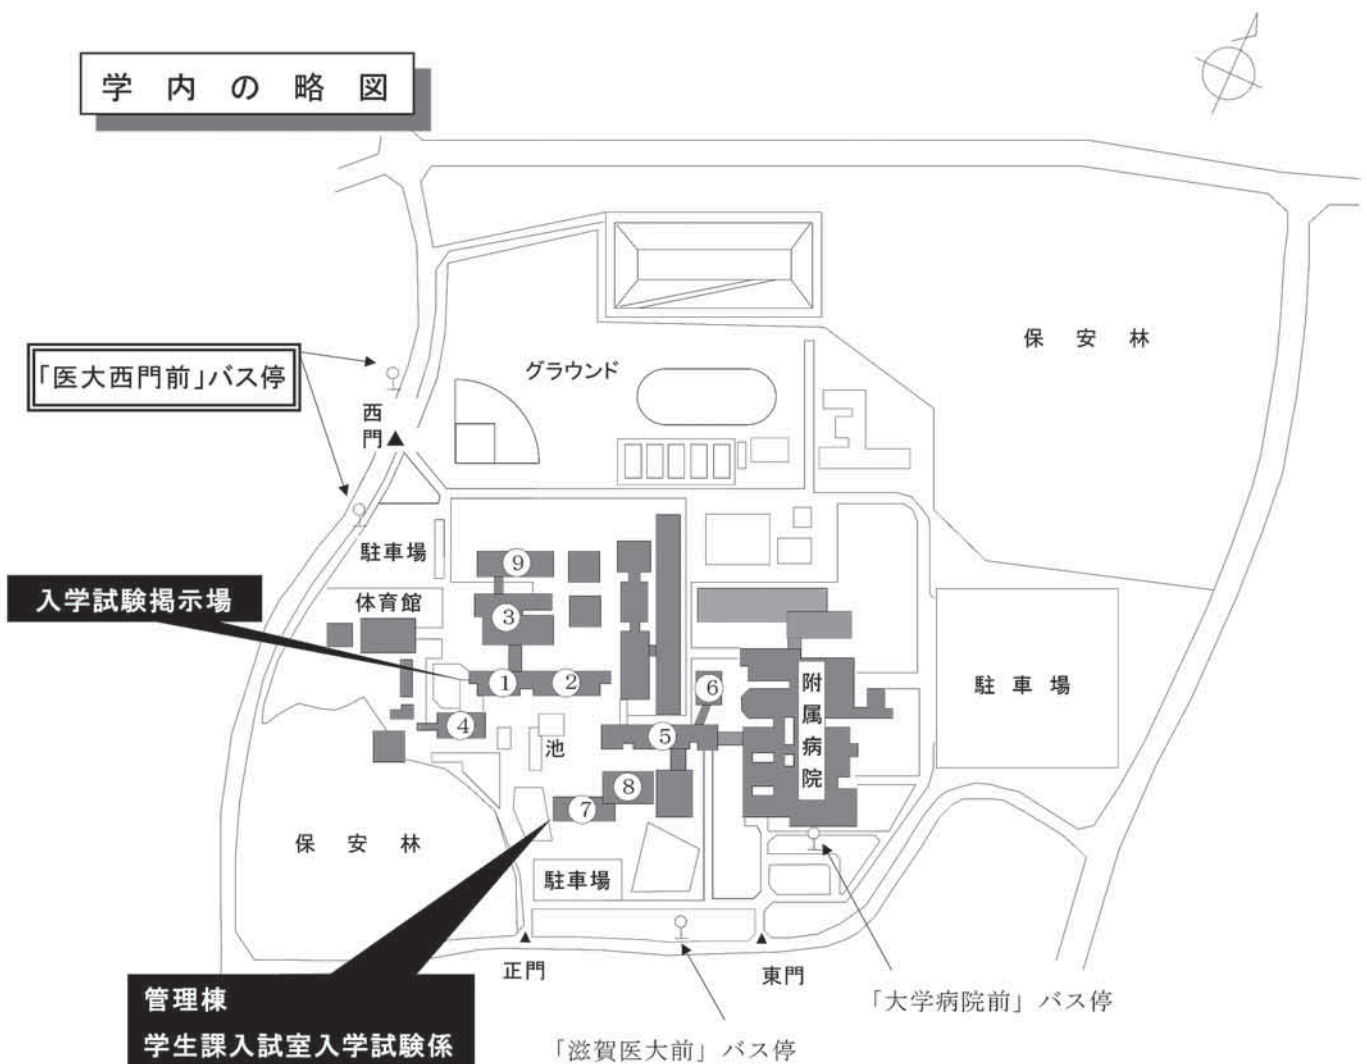 学内の略図
保安林
グラウンド
「医大西門前」バス停
西門
駐車場
入学試験掲示場
体育館
⑨
③
①
②
④
⑤
⑥
附属病院
駐車場
池
⑧
⑦
保安林
駐車場
正門
東門
管理棟
学生課入試室入学試験係
「大学病院前」バス停
「滋賀医大前」バス停